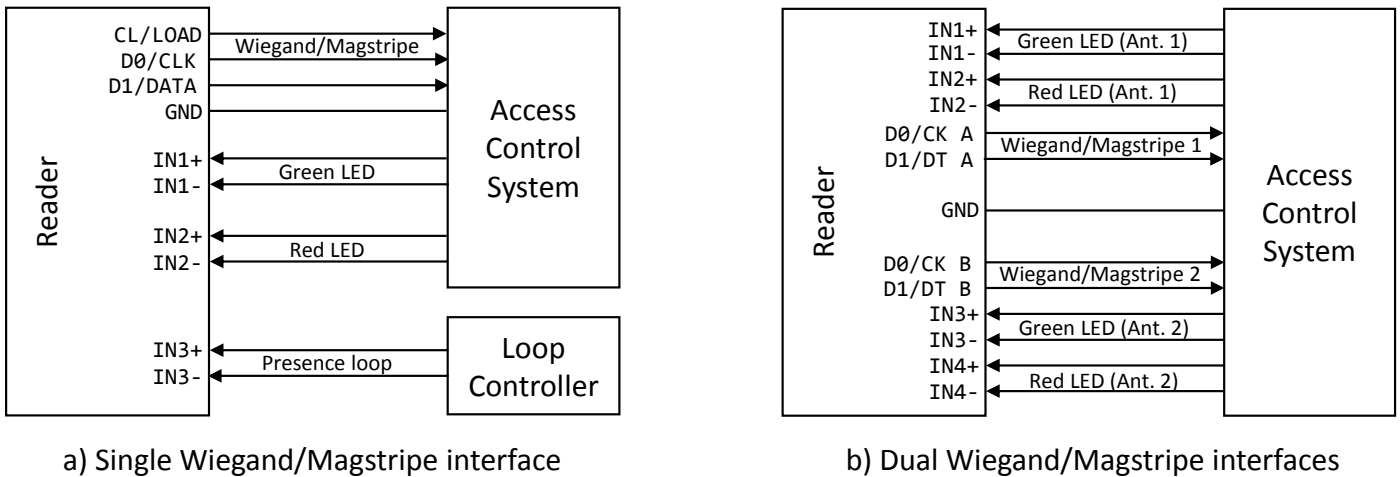 CL/LOAD
Wiegand/Magstripe
D0/CLK
D1/DATA
GND
IN1+
Green LED
IN1-
IN2+
Red LED
IN2-
IN3+
Presence loop
IN3-
Reader
Access
Control
System
Loop
Controller
a) Single Wiegand/Magstripe interface
IN1+
Green LED (Ant. 1)
IN1-
IN2+
Red LED (Ant. 1)
IN2-
D0/CK A
Wiegand/Magstripe 1
D1/DT A
GND
D0/CK B
Wiegand/Magstripe 2
D1/DT B
IN3+
Green LED (Ant. 2)
IN3-
IN4+
Red LED (Ant. 2)
IN4-
Reader
Access
Control
System
b) Dual Wiegand/Magstripe interfaces